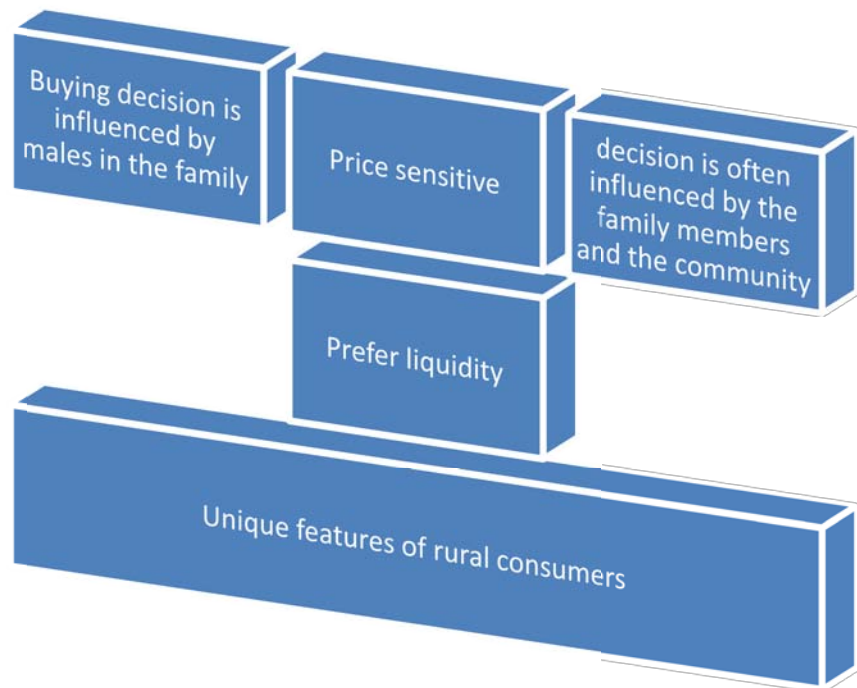 Buying decision is
influenced by
males in the family
Price sensitive
decision is often
influenced by the
family members
and the community
Prefer liquidity
Unique features of rural consumers